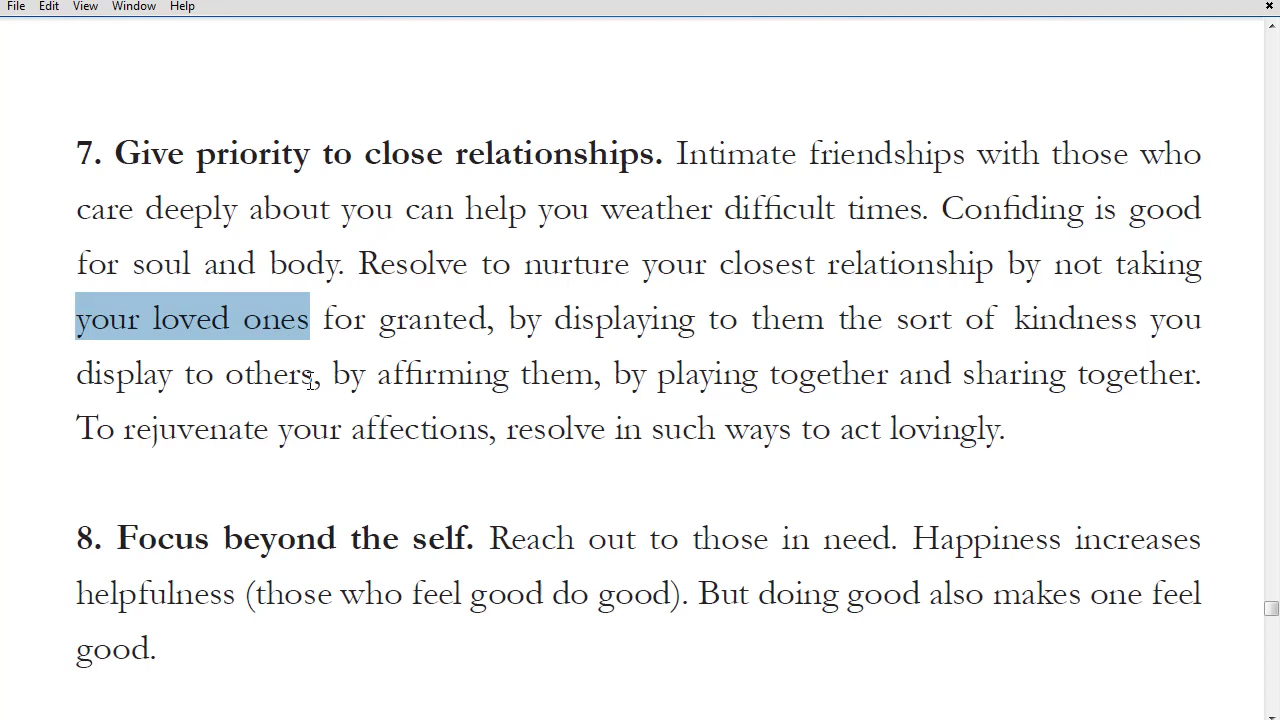 File Edit View Window Help
7. Give priority to close relationships. Intimate friendships with those who
care deeply about you can help you weather difficult times. Confiding is good
for soul and body. Resolve to nurture your closest relationship by not taking
your loved ones for granted, by displaying to them the sort of kindness you
display to others, by affirming them, by playing together and sharing together.
To rejuvenate your affections, resolve in such ways to act lovingly.
8. Focus beyond the self. Reach out to those in need. Happiness increases
helpfulness (those who feel good do good). But doing good also makes one feel
good.